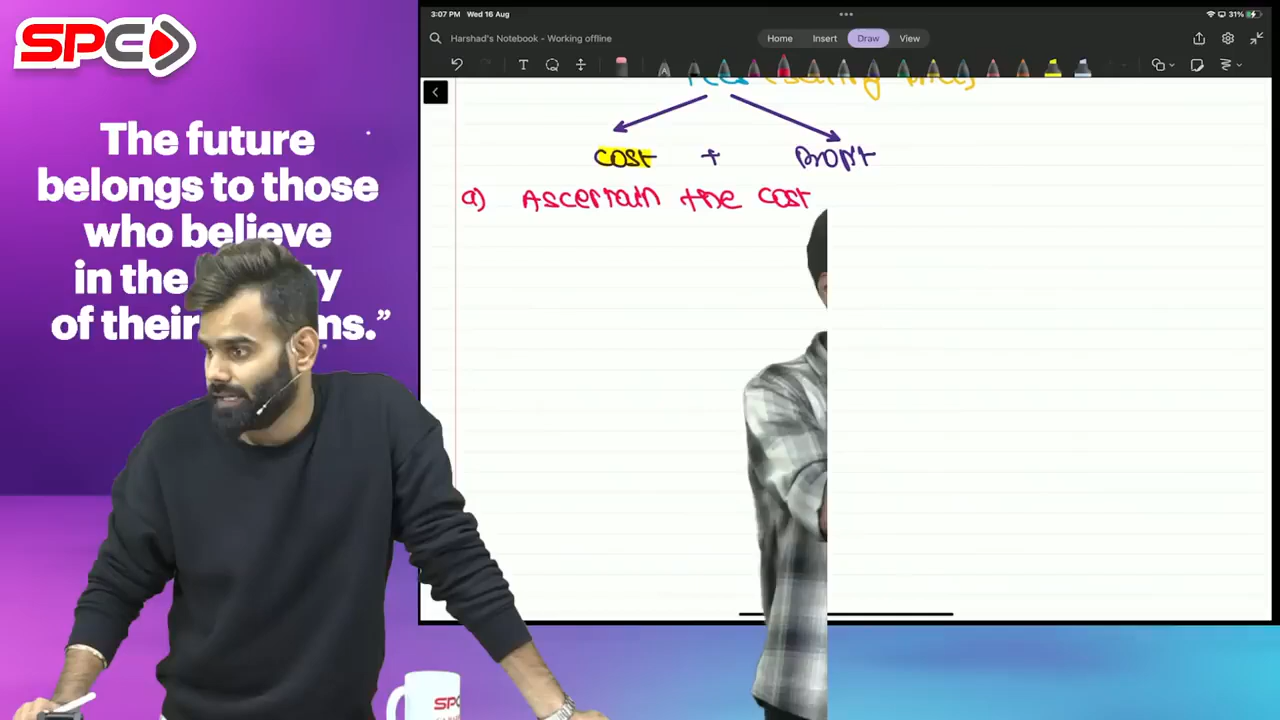 SPC
3:07 PM Wed 16 Aug
31%
Harshad's Notebook - Working offline
Home Insert Draw View
The future
belongs to those
who believe
in the
of their
cost + profit
a) Ascertain the cost
SPC